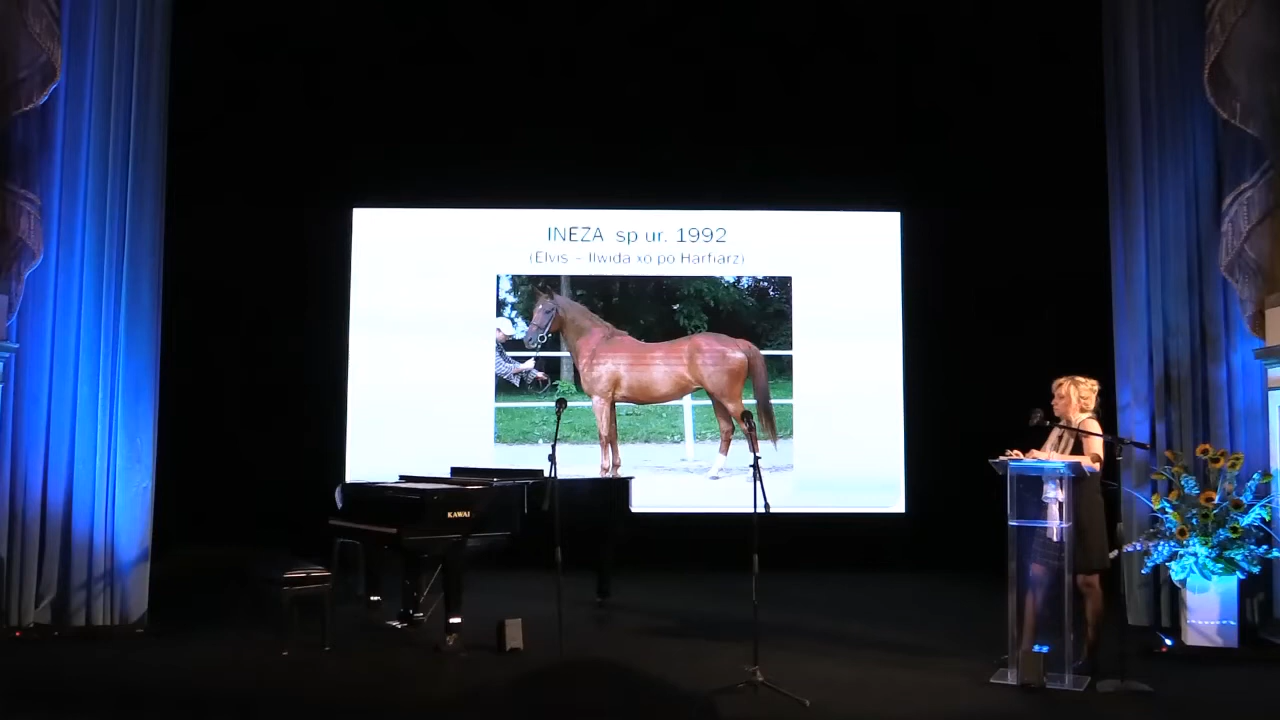 INEZA sp ur. 1992
(Elvis - Ilwida xo po Harfiarz)
KAWAI